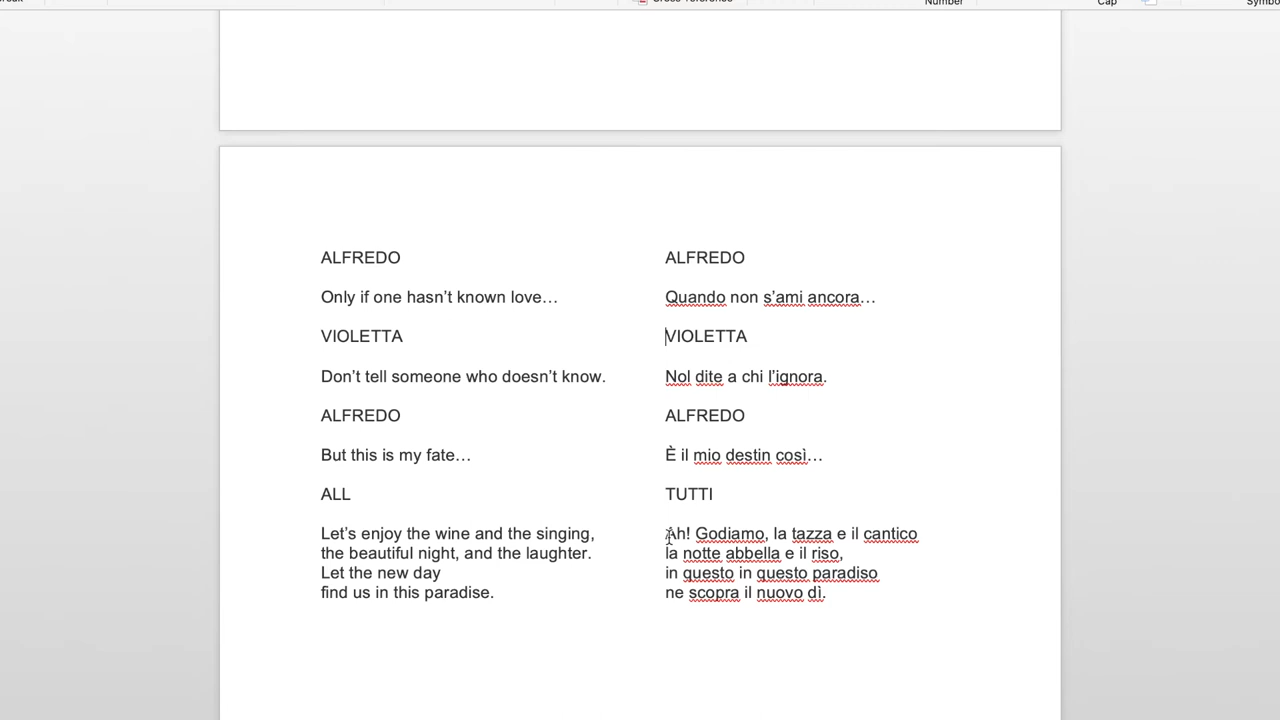 Cross-reference
Number
Cap
ALFREDO
Only if one hasn’t known love…
VIOLETTA
Don’t tell someone who doesn’t know.
ALFREDO
But this is my fate…
ALL
Let’s enjoy the wine and the singing,
the beautiful night, and the laughter.
Let the new day
find us in this paradise.
ALFREDO
Quando non s’ami ancora…
VIOLETTA
Nol dite a chi l’ignora.
ALFREDO
È il mio destin così…
TUTTI
Ah! Godiamo, la tazza e il cantico
la notte abbella e il riso,
in questo in questo paradiso
ne scopra il nuovo dì.